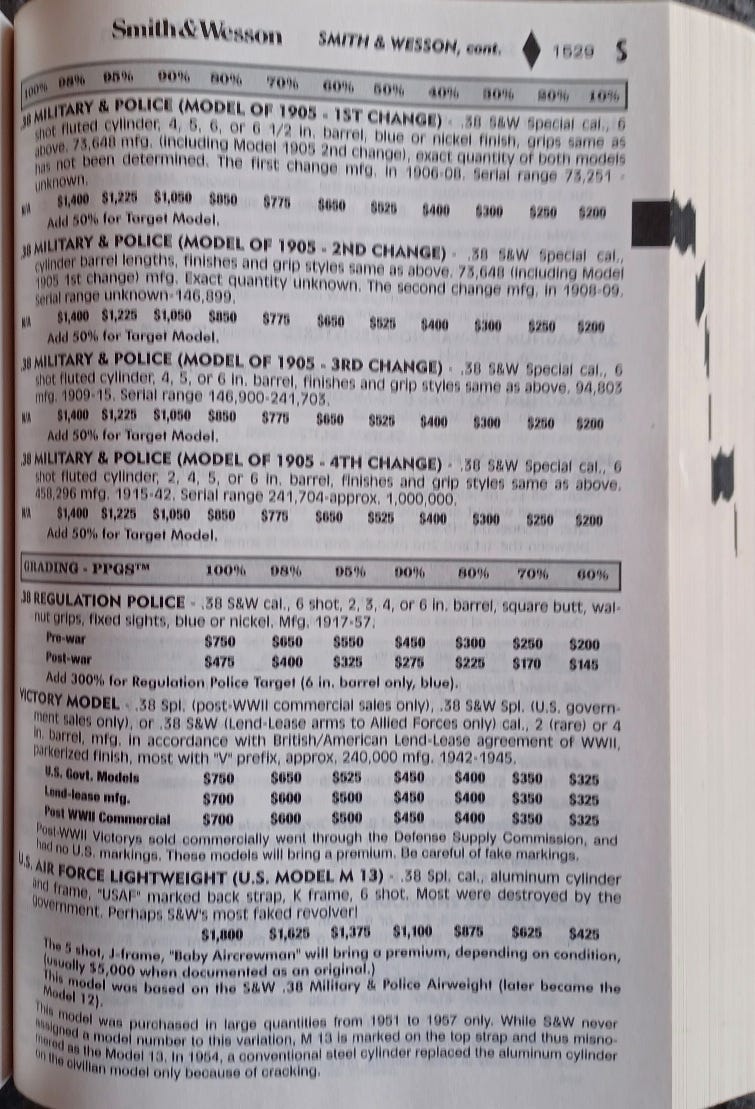 Smith & Wesson SMITH & WESSON, cont. ♦ 1529 S
100% 98% 95% 90% 80% 70% 60% 50% 40% 30% 20% 10%
.38 MILITARY & POLICE (MODEL OF 1905 - 1ST CHANGE) - .38 S&W Special cal., 6
shot fluted cylinder, 4, 5, 6, or 6 1/2 in. barrel, blue or nickel finish, grips same as
above. 73,648 mfg. (including Model 1905 2nd change), exact quantity of both models
has not been determined. The first change mfg. in 1906-08. Serial range 73,251 -
unknown.
N/A $1,400 $1,225 $1,050 $850 $775 $650 $525 $400 $300 $250 $200
Add 50% for Target Model.
.38 MILITARY & POLICE (MODEL OF 1905 - 2ND CHANGE) - .38 S&W Special cal.,
cylinder barrel lengths, finishes and grip styles same as above. 73,648 (including Model
1905 1st change) mfg. Exact quantity unknown. The second change mfg. in 1908-09.
Serial range unknown-146,899.
N/A $1,400 $1,225 $1,050 $850 $775 $650 $525 $400 $300 $250 $200
Add 50% for Target Model.
.38 MILITARY & POLICE (MODEL OF 1905 - 3RD CHANGE) - .38 S&W Special cal., 6
shot fluted cylinder, 4, 5, or 6 in. barrel, finishes and grip styles same as above. 94,803
mfg. 1909-15. Serial range 146,900-241,703.
N/A $1,400 $1,225 $1,050 $850 $775 $650 $525 $400 $300 $250 $200
Add 50% for Target Model.
.38 MILITARY & POLICE (MODEL OF 1905 - 4TH CHANGE) - .38 S&W Special cal., 6
shot fluted cylinder, 2, 4, 5, or 6 in. barrel, finishes and grip styles same as above.
458,296 mfg. 1915-42. Serial range 241,704-approx. 1,000,000.
N/A $1,400 $1,225 $1,050 $850 $775 $650 $525 $400 $300 $250 $200
Add 50% for Target Model.
GRADING - PPGS™ 100% 98% 95% 90% 80% 70% 60%
.38 REGULATION POLICE - .38 S&W cal., 6 shot, 2, 3, 4, or 6 in. barrel, square butt, wal-
nut grips, fixed sights, blue or nickel. Mfg. 1917-57.
Pre-war $750 $650 $550 $450 $300 $250 $200
Post-war $475 $400 $325 $275 $225 $170 $145
Add 300% for Regulation Police Target (6 in. barrel only, blue).
VICTORY MODEL - .38 Spl. (post-WWII commercial sales only), .38 S&W Spl. (U.S. govern-
ment sales only), or .38 S&W (Lend-Lease arms to Allied Forces only) cal., 2 (rare) or 4
in. barrel, mfg. in accordance with British/American Lend-Lease agreement of WWII,
parkerized finish, most with "V" prefix, approx. 240,000 mfg. 1942-1945.
U.S. Govt. Models $750 $650 $525 $450 $400 $350 $325
Lend-lease mfg. $700 $600 $500 $450 $400 $350 $325
Post WWII Commercial $700 $600 $500 $450 $400 $350 $325
Post-WWII Victorys sold commercially went through the Defense Supply Commission, and
had no U.S. markings. These models will bring a premium. Be careful of fake markings.
U.S. AIR FORCE LIGHTWEIGHT (U.S. MODEL M 13) - .38 Spl. cal., aluminum cylinder
and frame, "USAF" marked back strap, K frame, 6 shot. Most were destroyed by the
government. Perhaps S&W's most faked revolver!
$1,800 $1,625 $1,375 $1,100 $875 $625 $425
The 5 shot, J-frame, "Baby Aircrewman" will bring a premium, depending on condition,
(usually $5,000 when documented as an original.)
This model was based on the S&W .38 Military & Police Airweight (later became the
Model 12).
This model was purchased in large quantities from 1951 to 1957 only. While S&W never
assigned a model number to this variation, M 13 is marked on the top strap and thus misno-
mered as the Model 13. In 1954, a conventional steel cylinder replaced the aluminum cylinder
on the civilian model only because of cracking.